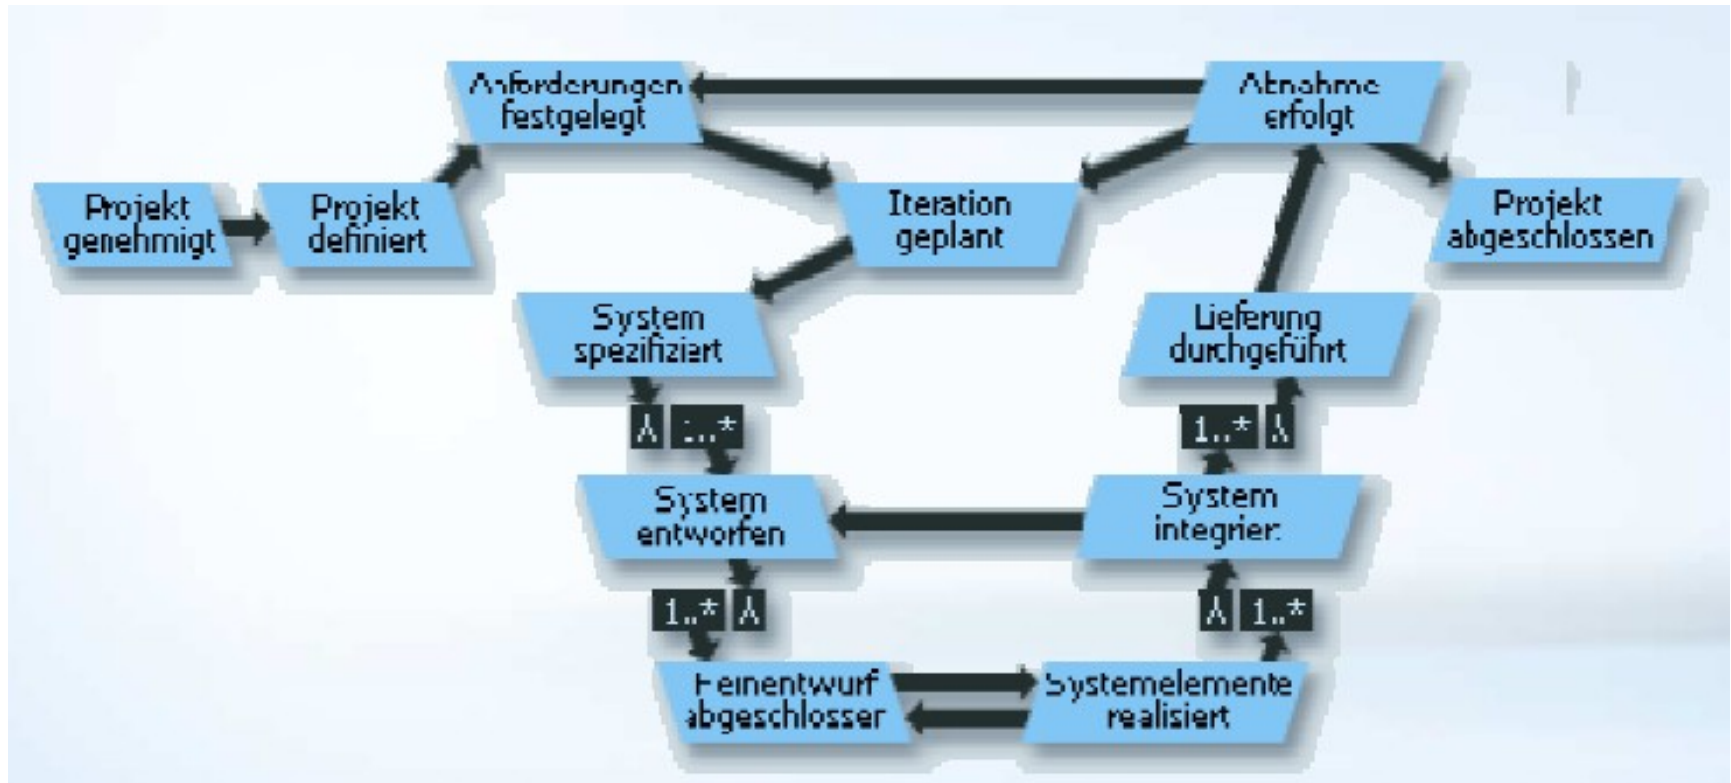 Anforderungen
festgelegt
Abnahme
erfolgt
Projekt
genehmigt
Projekt
definiert
Iteration
geplant
Projekt
abgeschlossen
System
spezifiziert
Lieferung
durchgeführt
1..*
1..*
System
entworfen
System
integriert
1..*
1..*
Feinentwurf
abgeschlossen
Systemelemente
realisiert